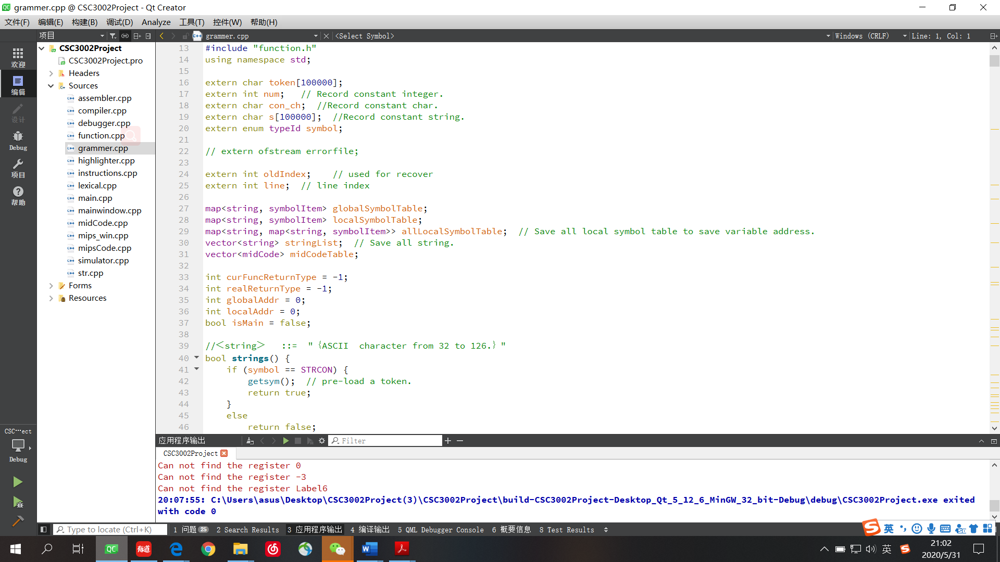 grammer.cpp @ CSC3002Project - Qt Creator
文件(F) 编辑(E) 构建(B) 调试(D) Analyze 工具(T) 控件(W) 帮助(H)
项目
grammer.cpp
<Select Symbol>
Windows (CRLF)
Line: 1, Col: 1
欢迎
编辑
设计
Debug
项目
帮助
CSC···ect
Debug
CSC3002Project
CSC3002Project.pro
Headers
Sources
assembler.cpp
compiler.cpp
debugger.cpp
function.cpp
grammer.cpp
highlighter.cpp
instructions.cpp
lexical.cpp
main.cpp
mainwindow.cpp
midCode.cpp
mips_win.cpp
mipsCode.cpp
simulator.cpp
str.cpp
Forms
Resources
13 #include "function.h"
14 using namespace std;
15
16 extern char token[100000];
17 extern int num;   // Record constant integer.
18 extern char con_ch;  //Record constant char.
19 extern char s[100000];  //Record constant string.
20 extern enum typeId symbol;
21
22 // extern ofstream errorfile;
23
24 extern int oldIndex;    // used for recover
25 extern int line;  // line index
26
27 map<string, symbolItem> globalSymbolTable;
28 map<string, symbolItem> localSymbolTable;
29 map<string, map<string, symbolItem>> allLocalSymbolTable;  // Save all local symbol table to save variable address.
30 vector<string> stringList;  // Save all string.
31 vector<midCode> midCodeTable;
32
33 int curFuncReturnType = -1;
34 int realReturnType = -1;
35 int globalAddr = 0;
36 int localAddr = 0;
37 bool isMain = false;
38
39 //＜string＞   ::=  "｛ASCII  character from 32 to 126.｝"
40 bool strings() {
41     if (symbol == STRCON) {
42         getsym();  // pre-load a token.
43         return true;
44     }
45     else
46         return false;
应用程序输出
Filter
CSC3002Project
Can not find the register 0
Can not find the register -3
Can not find the register Label6
20:07:55: C:\Users\asus\Desktop\CSC3002Project(3)\CSC3002Project\build-CSC3002Project-Desktop_Qt_5_12_6_MinGW_32_bit-Debug\debug\CSC3002Project.exe exited
with code 0
Type to locate (Ctrl+K)
1 问题 25 2 Search Results 3 应用程序输出 4 编译输出 5 QML Debugger Console 6 概要信息 8 Test Results
英
QC
有道
英
21:02
2020/5/31